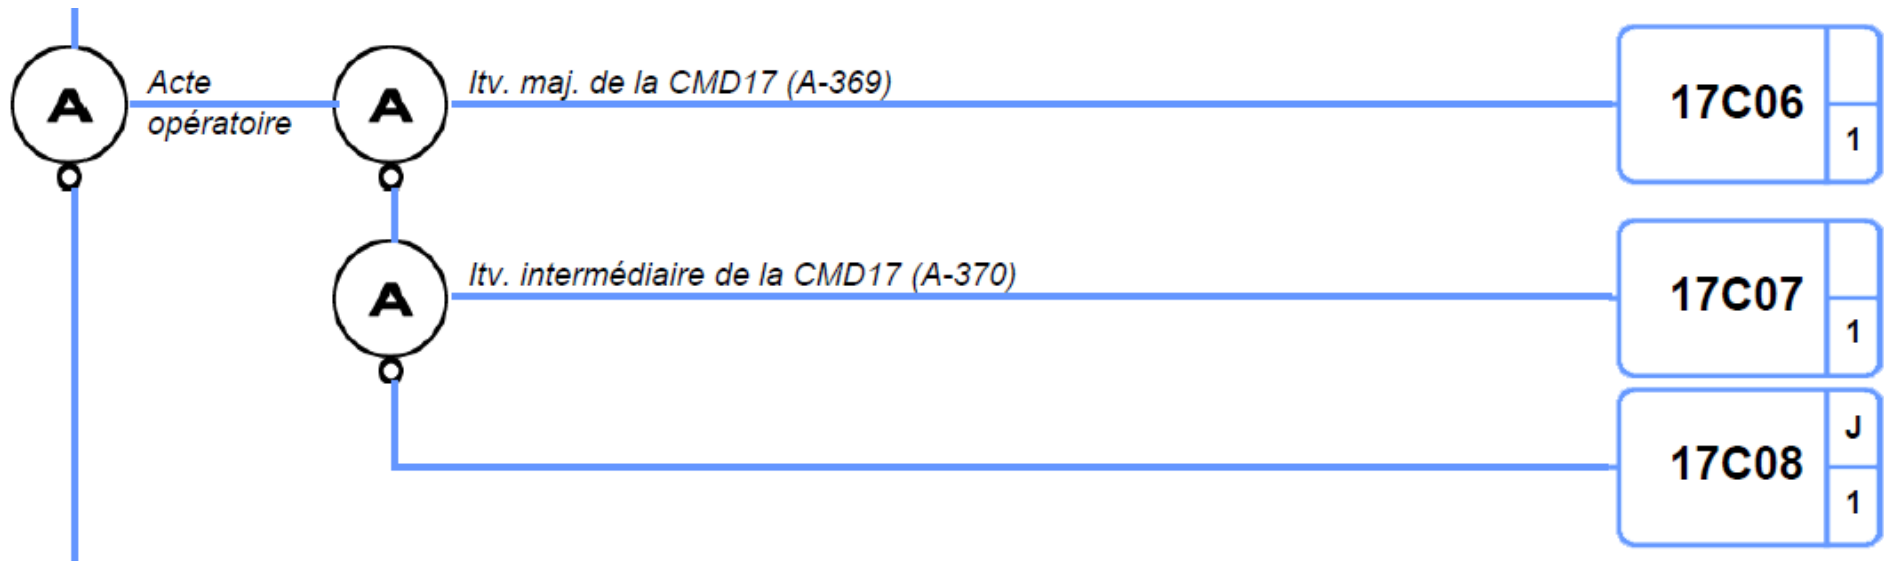 A
Acte
opératoire
A
Itv. maj. de la CMD17 (A-369)
17C06
1
A
Itv. intermédiaire de la CMD17 (A-370)
17C07
1
17C08
J
1